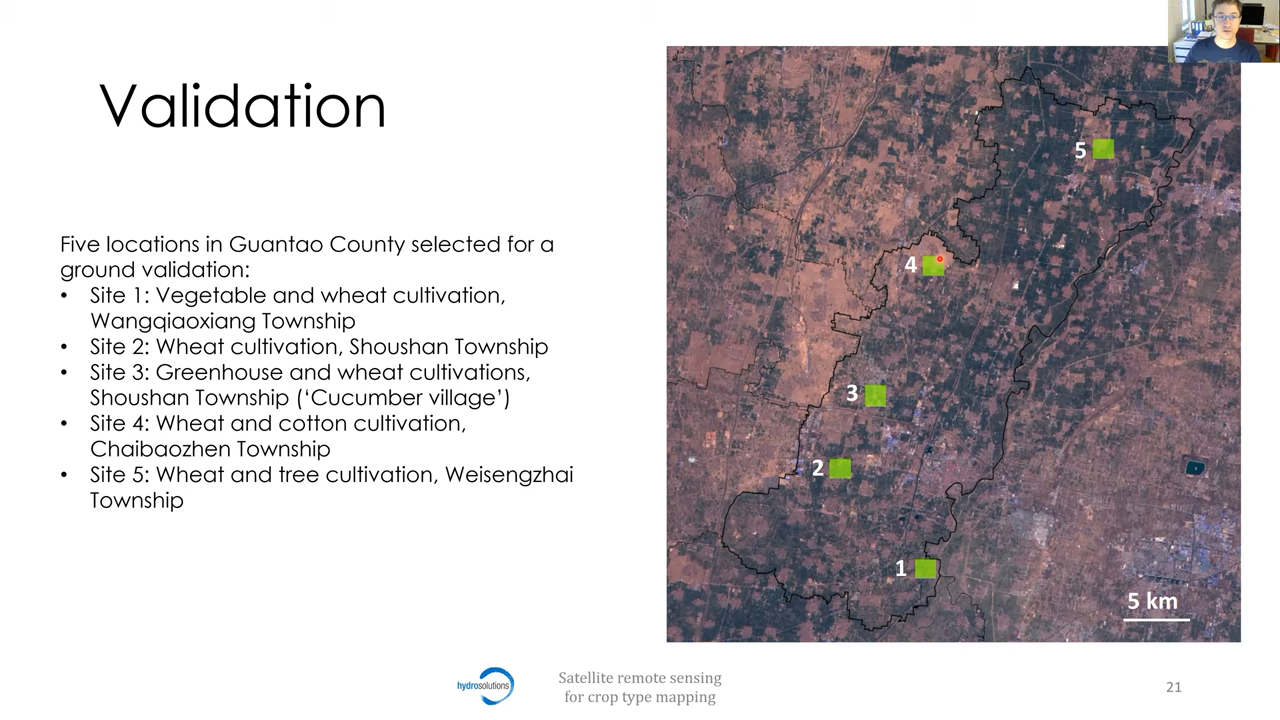 Validation
Five locations in Guantao County selected for a
ground validation:
• Site 1: Vegetable and wheat cultivation,
Wangqiaoxiang Township
• Site 2: Wheat cultivation, Shoushan Township
• Site 3: Greenhouse and wheat cultivations,
Shoushan Township (‘Cucumber village’)
• Site 4: Wheat and cotton cultivation,
Chaibaozhen Township
• Site 5: Wheat and tree cultivation, Weisengzhai
Township
5
4
3
2
1
5 km
hydrosolutions
Satellite remote sensing
for crop type mapping
21